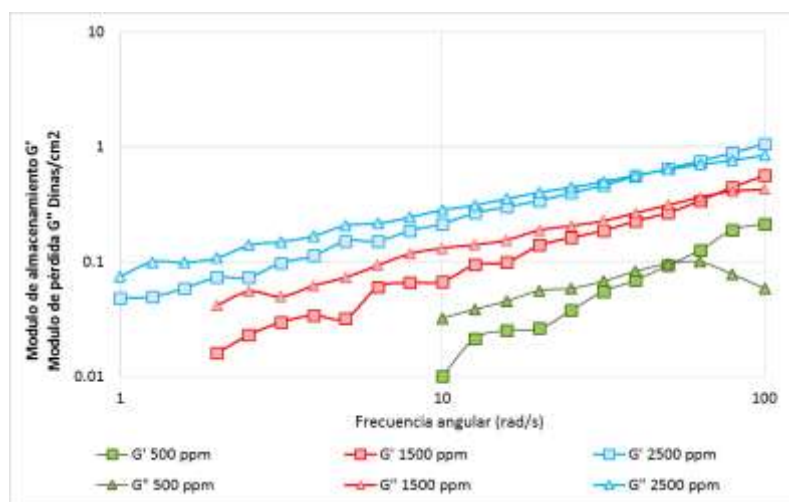 10
1
0.1
0.01
1
10
100
Modulo de almacenamiento G'
Modulo de pérdida G'' Dinas/cm2
Frecuencia angular (rad/s)
G' 500 ppm
G' 1500 ppm
G' 2500 ppm
G'' 500 ppm
G'' 1500 ppm
G'' 2500 ppm